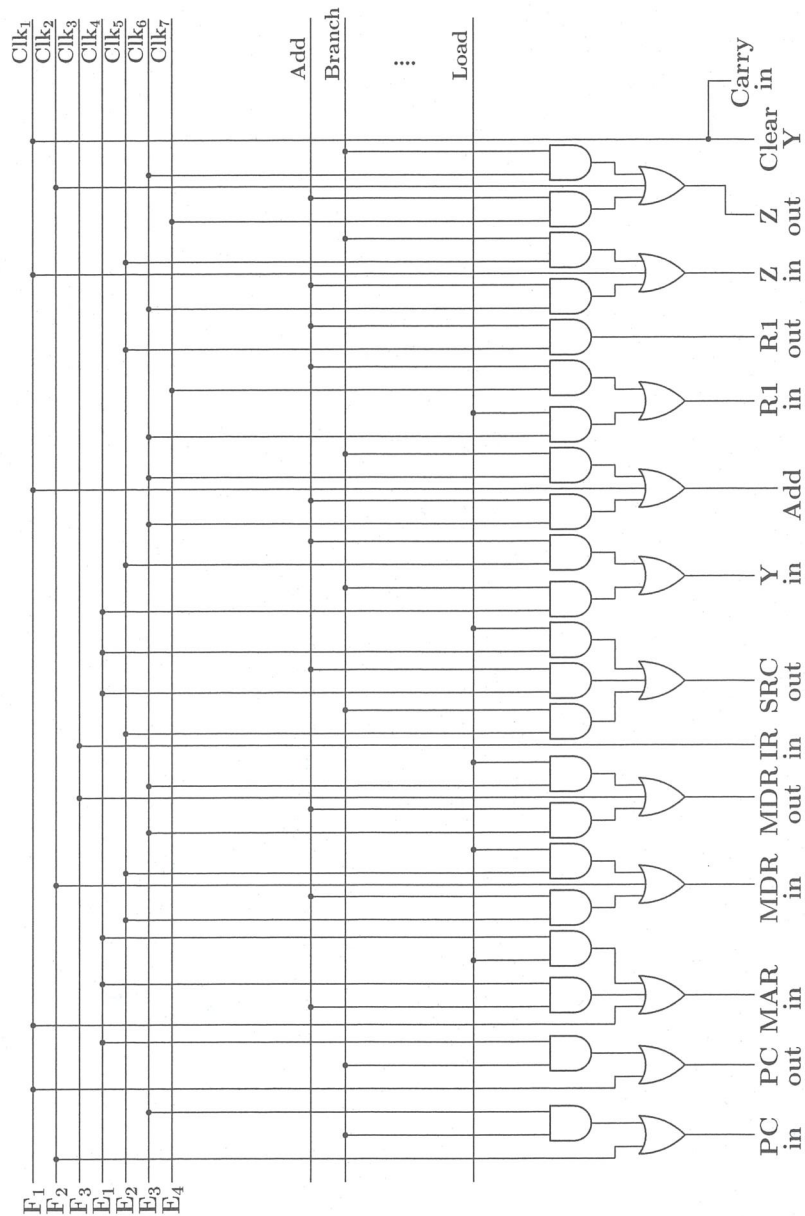 Clk₁
Clk₂
Clk₃
Clk₄
Clk₅
Clk₆
Clk₇
Add
Branch
....
Load
Carry
in
Clear
Y
Z
out
Z
in
R1
out
R1
in
Add
Y
in
SRC
out
IR
in
MDR
out
MDR
in
MAR
in
PC
out
PC
in
F₁
F₂
F₃
E₁
E₂
E₃
E₄